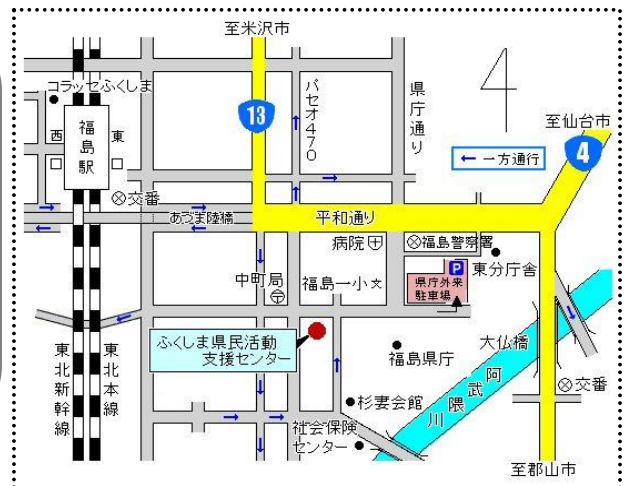 至米沢市
コラッセふくしま
13
パセオ470
県庁通り
至仙台市
4
西
福島駅
東
←一方通行
交番
あづま陸橋
平和通り
病院
福島警察署
中町局
福島一小
文
P
県庁外来
駐車場
東分庁舎
ふくしま県民活動
支援センター
福島県庁
大仏橋
東北新幹線
東北本線
阿武隈川
交番
杉妻会館
社会保険
センター
至郡山市